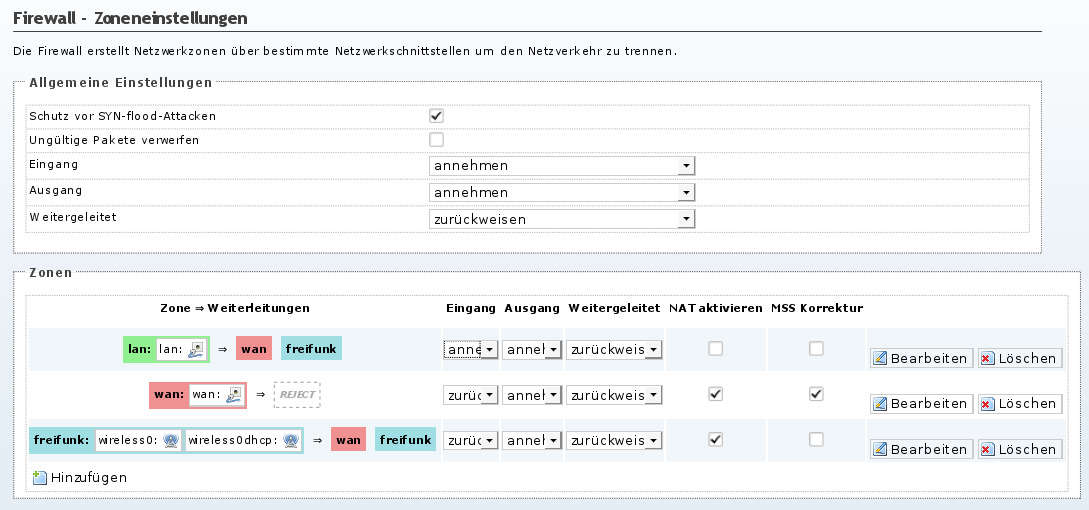 Firewall - Zoneneinstellungen
Die Firewall erstellt Netzwerkzonen über bestimmte Netzwerkschnittstellen um den Netzverkehr zu trennen.
Allgemeine Einstellungen
Schutz vor SYN-flood-Attacken
Ungültige Pakete verwerfen
Eingang annehmen
Ausgang annehmen
Weitergeleitet zurückweisen
Zonen
Zone ⇒ Weiterleitungen Eingang Ausgang Weitergeleitet NAT aktivieren MSS Korrektur
lan: lan: ⇒ wan freifunk anne anneh zurückweis Bearbeiten Löschen
wan: wan: ⇒ REJECT zurüc anneh zurückweis Bearbeiten Löschen
freifunk: wireless0: wireless0dhcp: ⇒ wan freifunk zurüc anneh zurückweis Bearbeiten Löschen
Hinzufügen